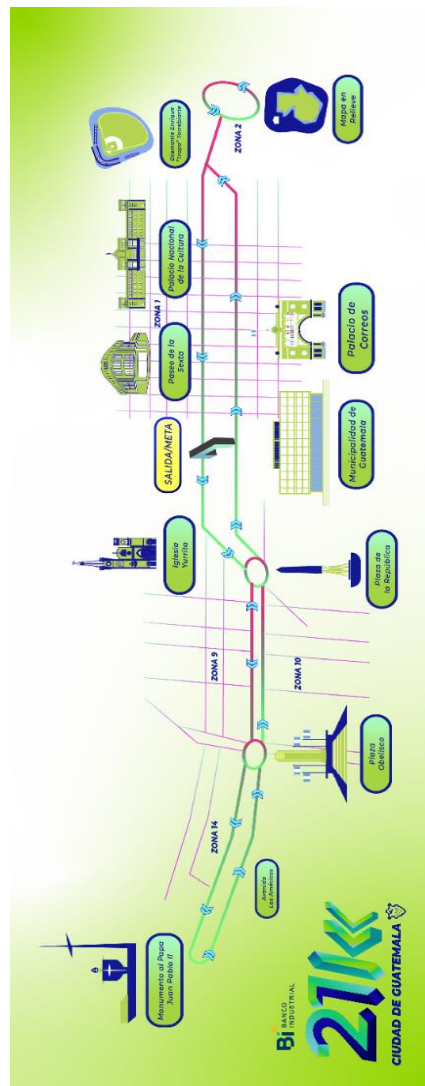 Monumento al Papa
Juan Pablo II
Iglesia
Yurrita
SALIDA/META
Paseo de la
Sexta
Palacio Nacional
de la Cultura
Diamante Enrique
"Trapo" Torrebiarte
ZONA 1
ZONA 14
ZONA 9
ZONA 2
ZONA 10
Avenida
Las Américas
Plaza
Obelisco
Plaza de
la República
Municipalidad de
Guatemala
Palacio de
Correos
Mapa en
Relieve
Bi BANCO
INDUSTRIAL
21K
CIUDAD DE GUATEMALA